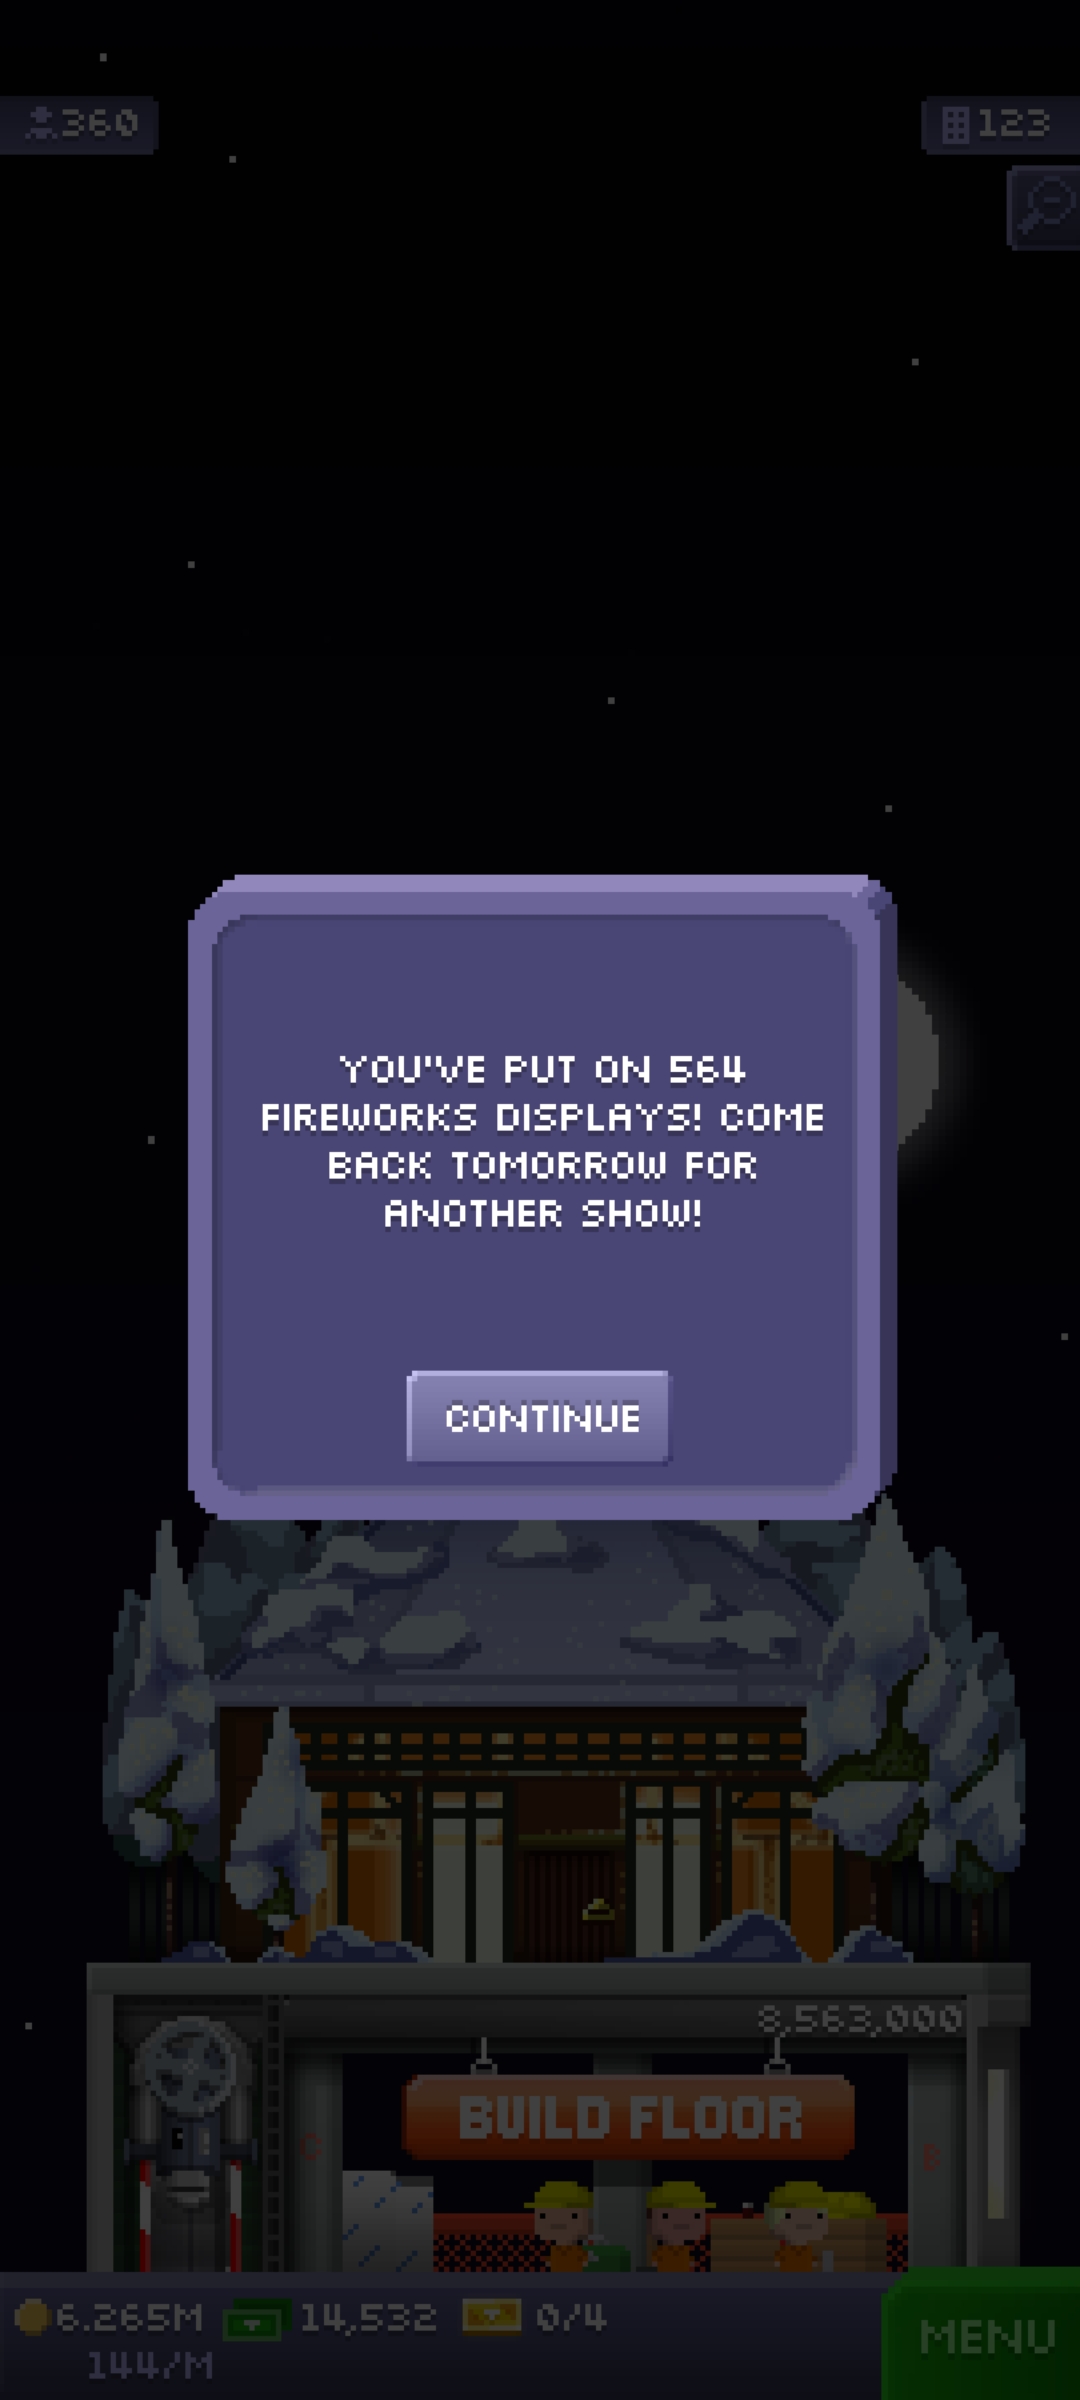 360
123
YOU'VE PUT ON 564
FIREWORKS DISPLAYS! COME
BACK TOMORROW FOR
ANOTHER SHOW!
CONTINUE
8,563,000
BUILD FLOOR
C
B
6.265M 14,532 0/4
144/M
MENU